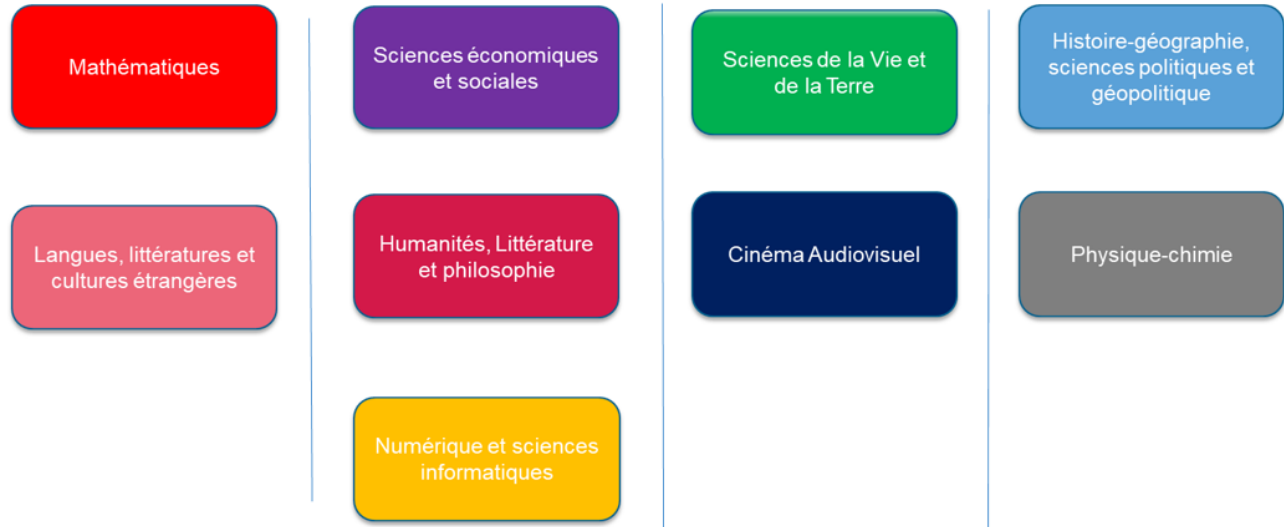 Mathématiques
Sciences économiques
et sociales
Sciences de la Vie et
de la Terre
Histoire-géographie,
sciences politiques et
géopolitique
Langues, littératures et
cultures étrangères
Humanités, Littérature
et philosophie
Cinéma Audiovisuel
Physique-chimie
Numérique et sciences
informatiques